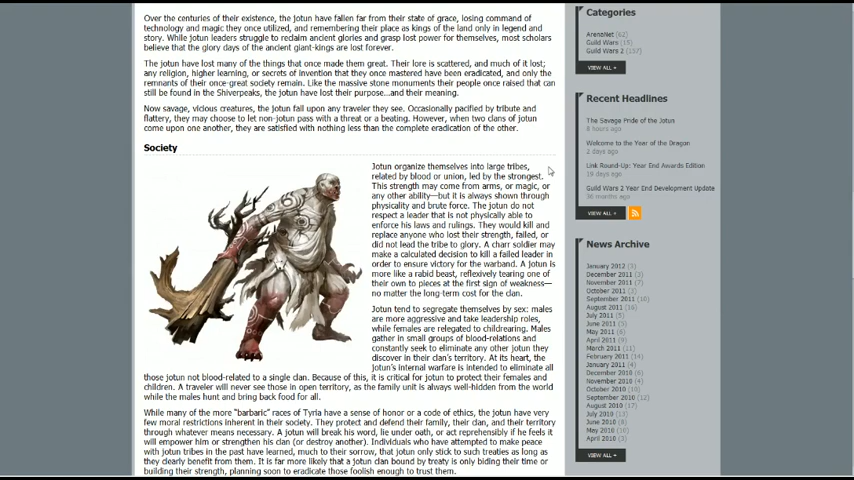 Over the centuries of their existence, the jotun have fallen far from their state of grace, losing command of
technology and magic they once utilized, and remembering their place as kings of the land only in legend and
story. While jotun leaders struggle to reclaim ancient glories and grasp lost power for themselves, most scholars
believe that the glory days of the ancient giant-kings are lost forever.
The jotun have lost many of the things that once made them great. Their lore is scattered, and much of it lost;
any religion, higher learning, or secrets of invention that they once mastered have been eradicated, and only the
remnants of their once-great society remain. Like the massive stone monuments their people once raised that can
still be found in the Shiverpeaks, the jotun have lost their purpose...and their meaning.
Now savage, vicious creatures, the jotun fall upon any traveler they see. Occasionally pacified by tribute and
flattery, they may choose to let non-jotun pass with a threat or a beating. However, when two clans of jotun
come upon one another, they are satisfied with nothing less than the complete eradication of the other.
Society
Jotun organize themselves into large tribes,
related by blood or union, led by the strongest.
This strength may come from arms, or magic, or
any other ability—but it is always shown through
physicality and brute force. The jotun do not
respect a leader that is not physically able to
enforce his laws and rulings. They would kill and
replace anyone who lost their strength, failed, or
did not lead the tribe to glory. A charr soldier may
make a calculated decision to kill a failed leader in
order to ensure victory for the warband. A jotun is
more like a rabid beast, reflexively tearing one of
their own to pieces at the first sign of weakness—
no matter the long-term cost for the clan.
Jotun tend to segregate themselves by sex: males
are more aggressive and take leadership roles,
while females are relegated to childrearing. Males
gather in small groups of blood-relations and
constantly seek to eliminate any other jotun they
discover in their clan's territory. At its heart, the
jotun's internal warfare is intended to eliminate all
those jotun not blood-related to a single clan. Because of this, it is critical for jotun to protect their females and
children. A traveler will never see those in open territory, as the family unit is always well-hidden from the world
while the males hunt and bring back food for all.
While many of the more "barbaric" races of Tyria have a sense of honor or a code of ethics, the jotun have very
few moral restrictions inherent in their society. They protect and defend their family, their clan, and their territory
through whatever means necessary. A jotun will break his word, lie under oath, or act reprehensibly if he feels it
will empower him or strengthen his clan (or destroy another). Individuals who have attempted to make peace
with jotun tribes in the past have learned, much to their sorrow, that jotun only stick to such treaties as long as
they clearly benefit from them. It is far more likely that a jotun clan bound by treaty is only biding their time or
building their strength, planning soon to eradicate those foolish enough to trust them.
Categories
ArenaNet (62)
Guild Wars (15)
Guild Wars 2 (157)
VIEW ALL +
Recent Headlines
The Savage Pride of the Jotun
8 hours ago
Welcome to the Year of the Dragon
2 days ago
Link Round-Up: Year End Awards Edition
19 days ago
Guild Wars 2 Year End Development Update
months ago
VIEW ALL +
News Archive
January 2012 (3)
December 2011 (3)
November 2011 (7)
October 2011
September 2011 (10)
August 2011 (16)
July 2011
June 2011
May 2011
April 2011
March 2011 (11)
February 2011 (14)
January 2011
December 2010
November 2010
October 2010
September 2010 (12)
August 2010
July 2010
June 2010
May 2010
April 2010
VIEW ALL +